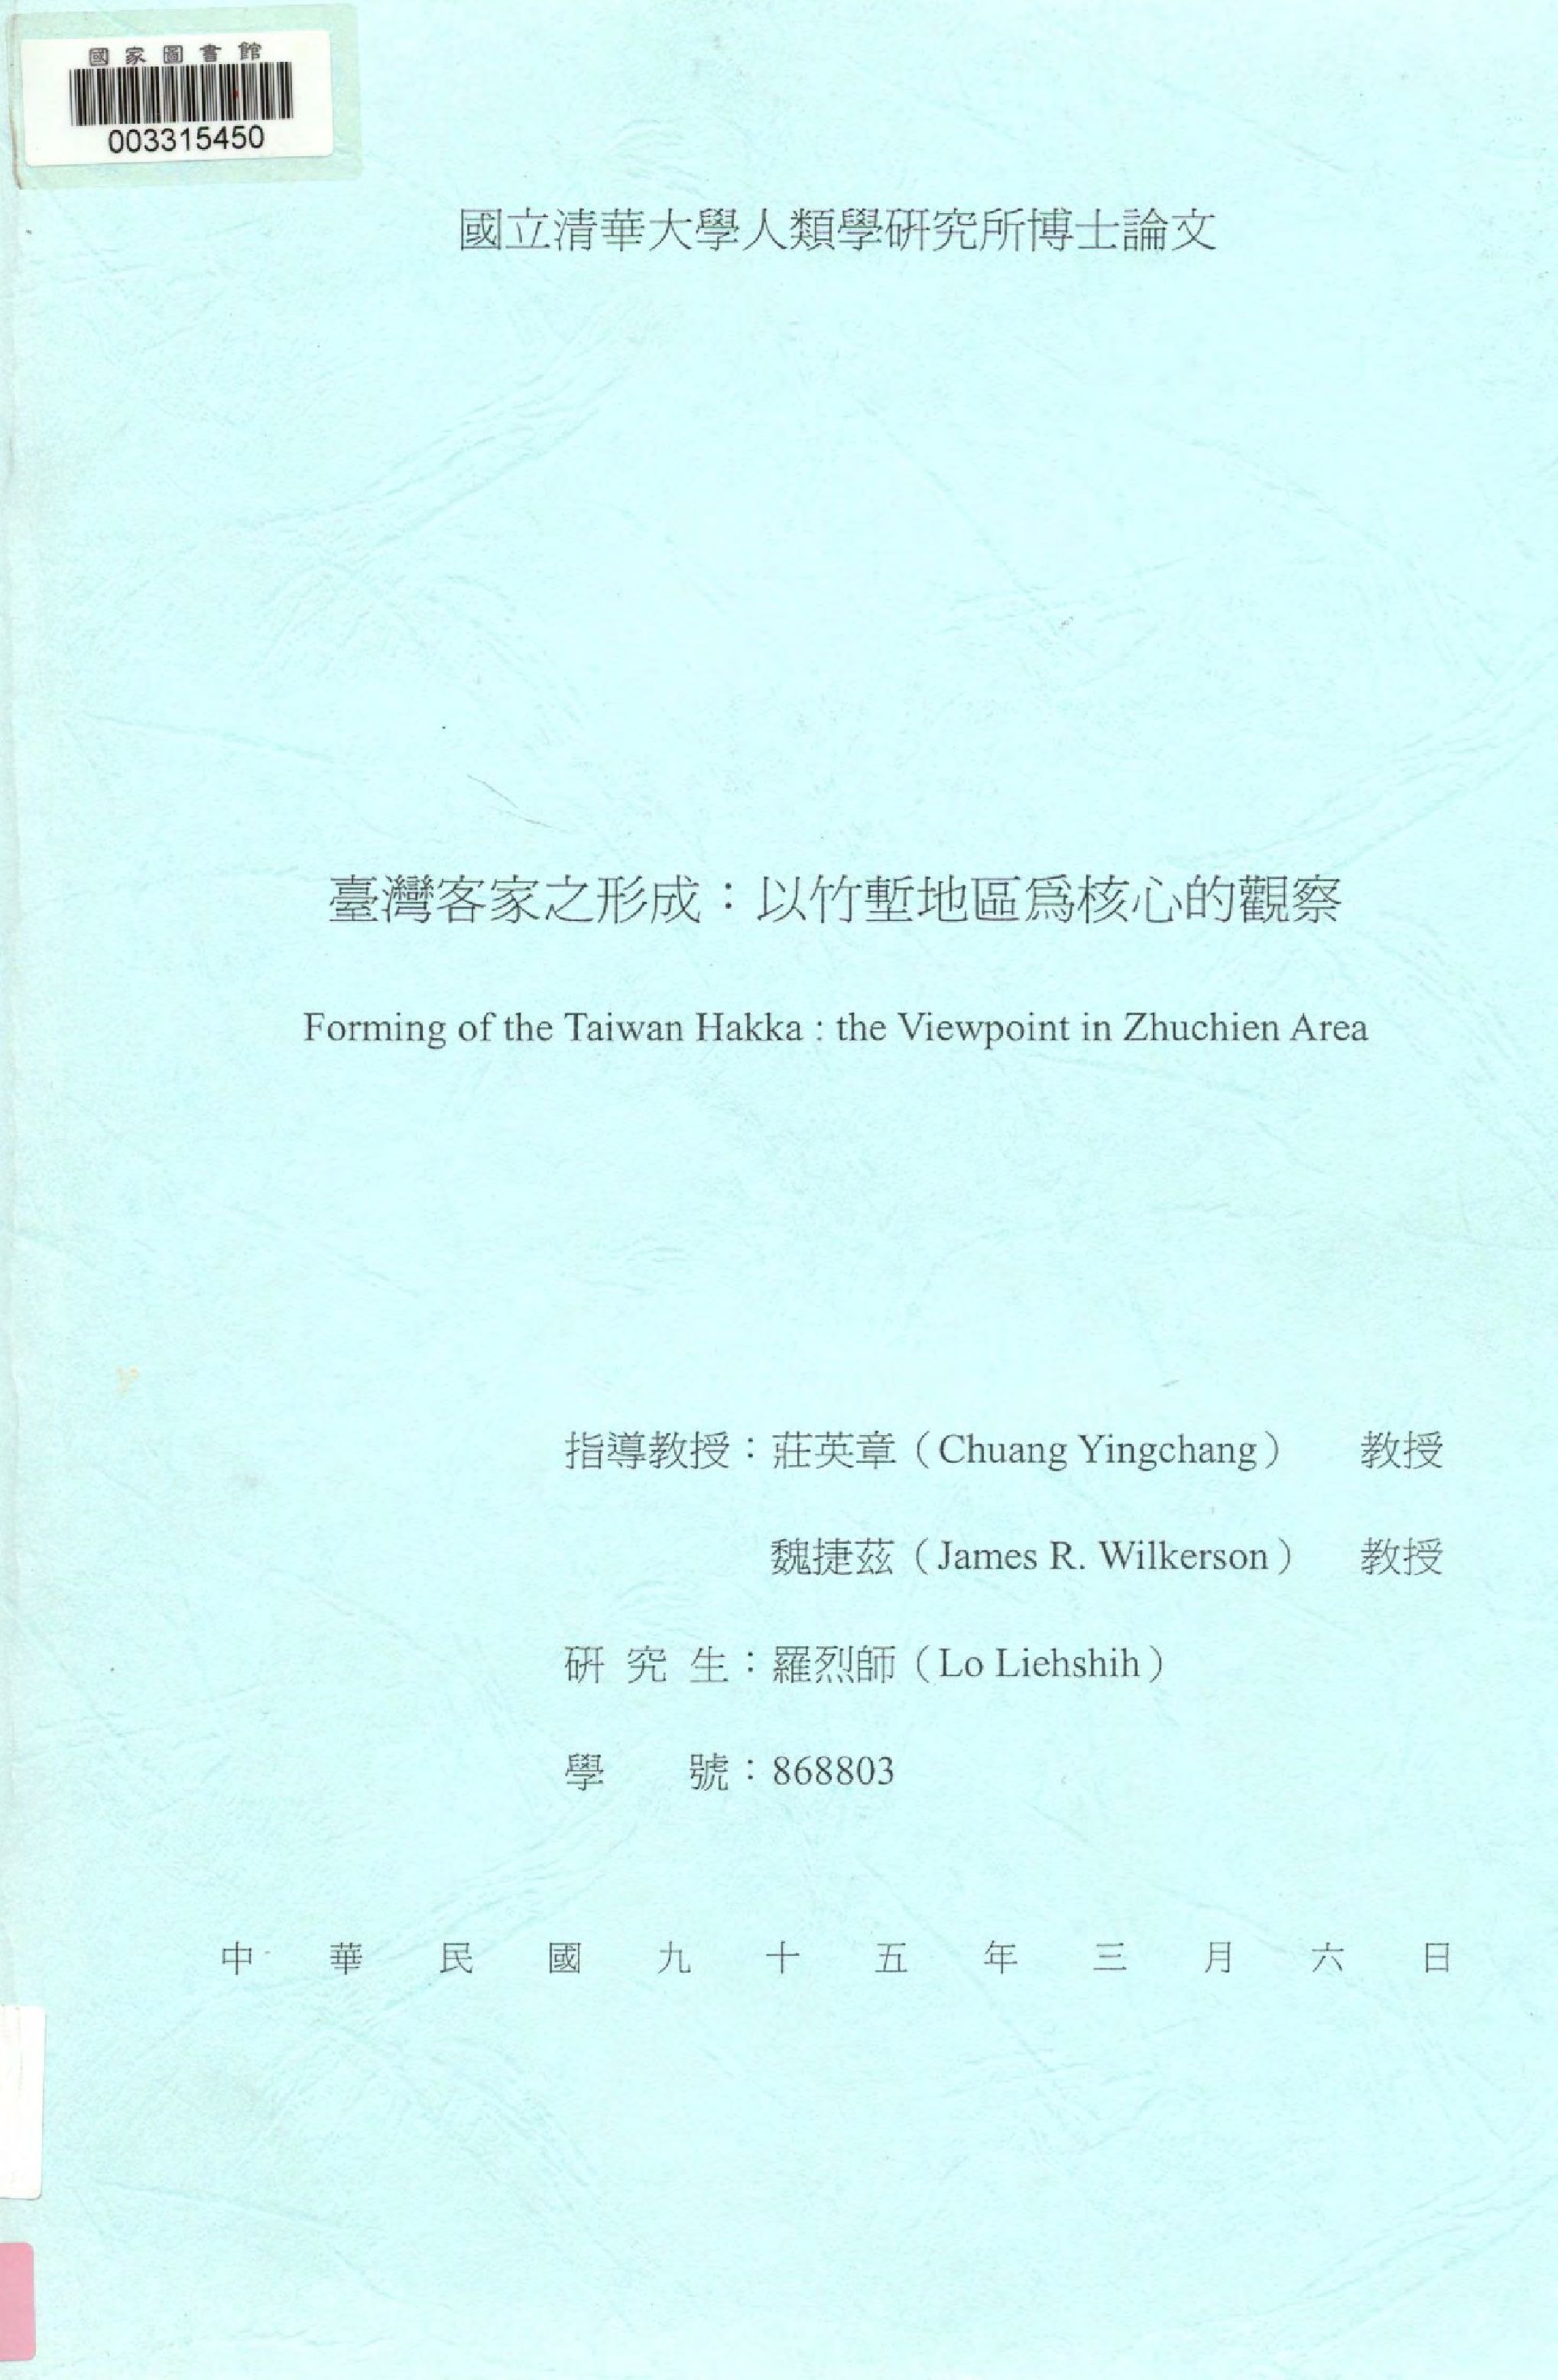 國家圖書館
003315450
國立清華大學人類學研究所博士論文
臺灣客家之形成：以竹塹地區為核心的觀察
Forming of the Taiwan Hakka : the Viewpoint in Zhuchien Area
指導教授：莊英章（Chuang Yingchang） 教授
魏捷茲（James R. Wilkerson） 教授
研究生：羅烈師（Lo Liehshih）
學 號：868803
中 華 民 國 九 十 五 年 三 月 六 日